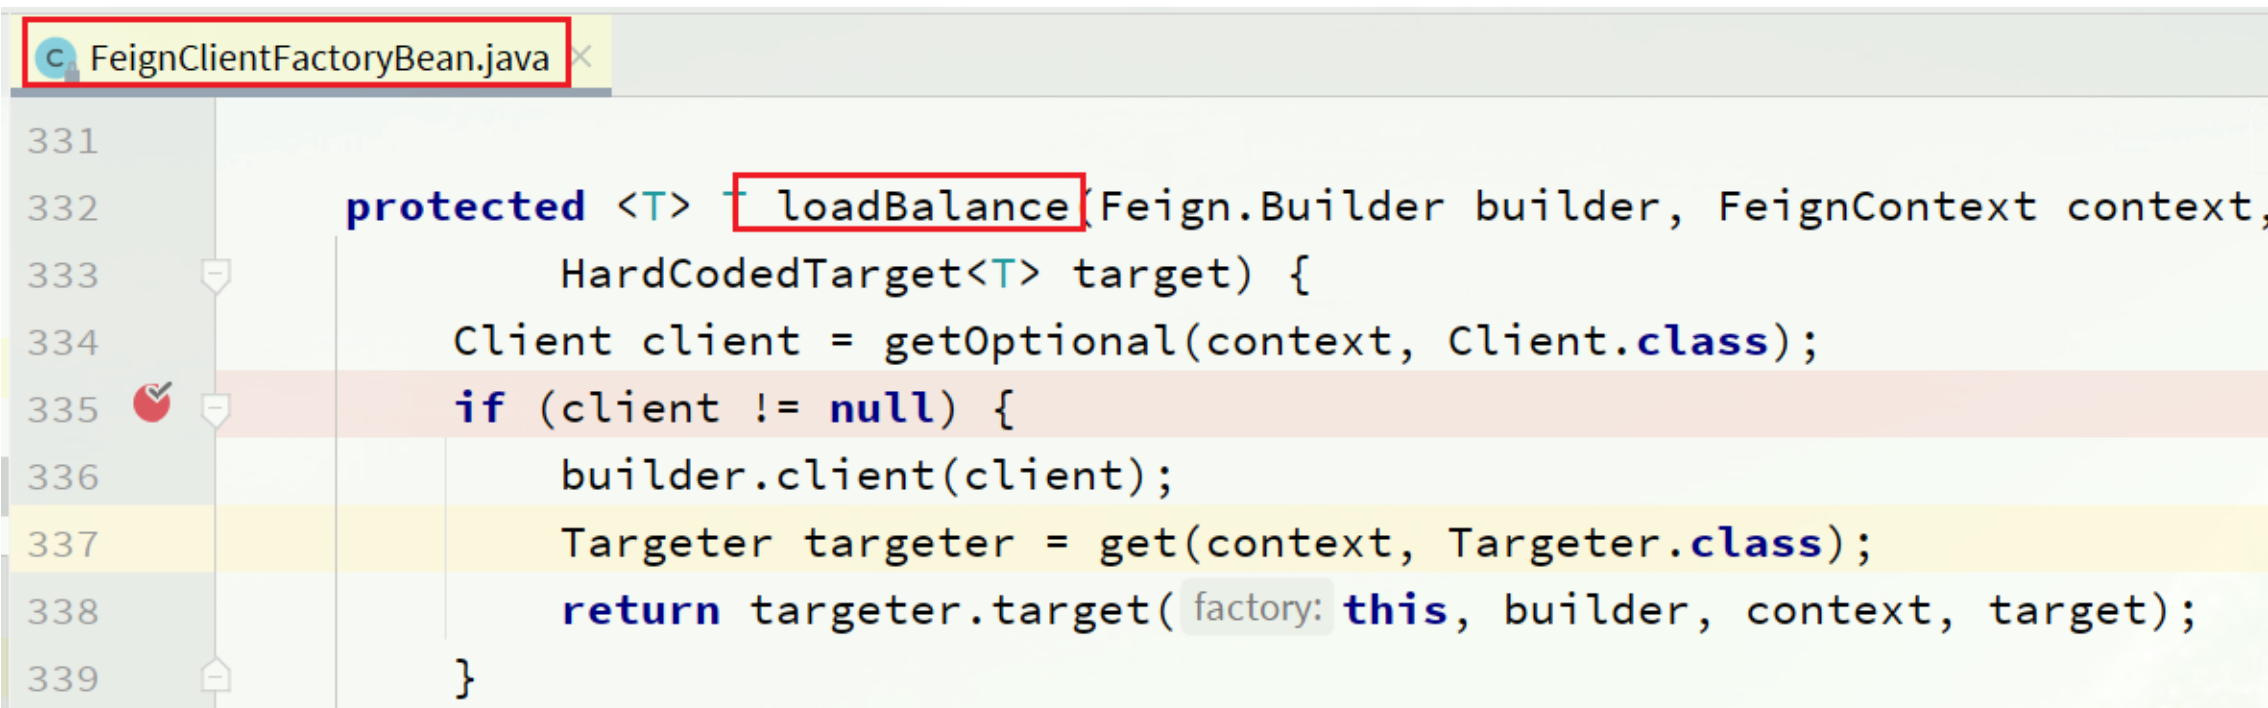 C FeignClientFactoryBean.java
331
332 protected <T> T loadBalance(Feign.Builder builder, FeignContext context,
333 HardCodedTarget<T> target) {
334 Client client = getOptional(context, Client.class);
335 if (client != null) {
336 builder.client(client);
337 Targeter targeter = get(context, Targeter.class);
338 return targeter.target( factory: this, builder, context, target);
339 }